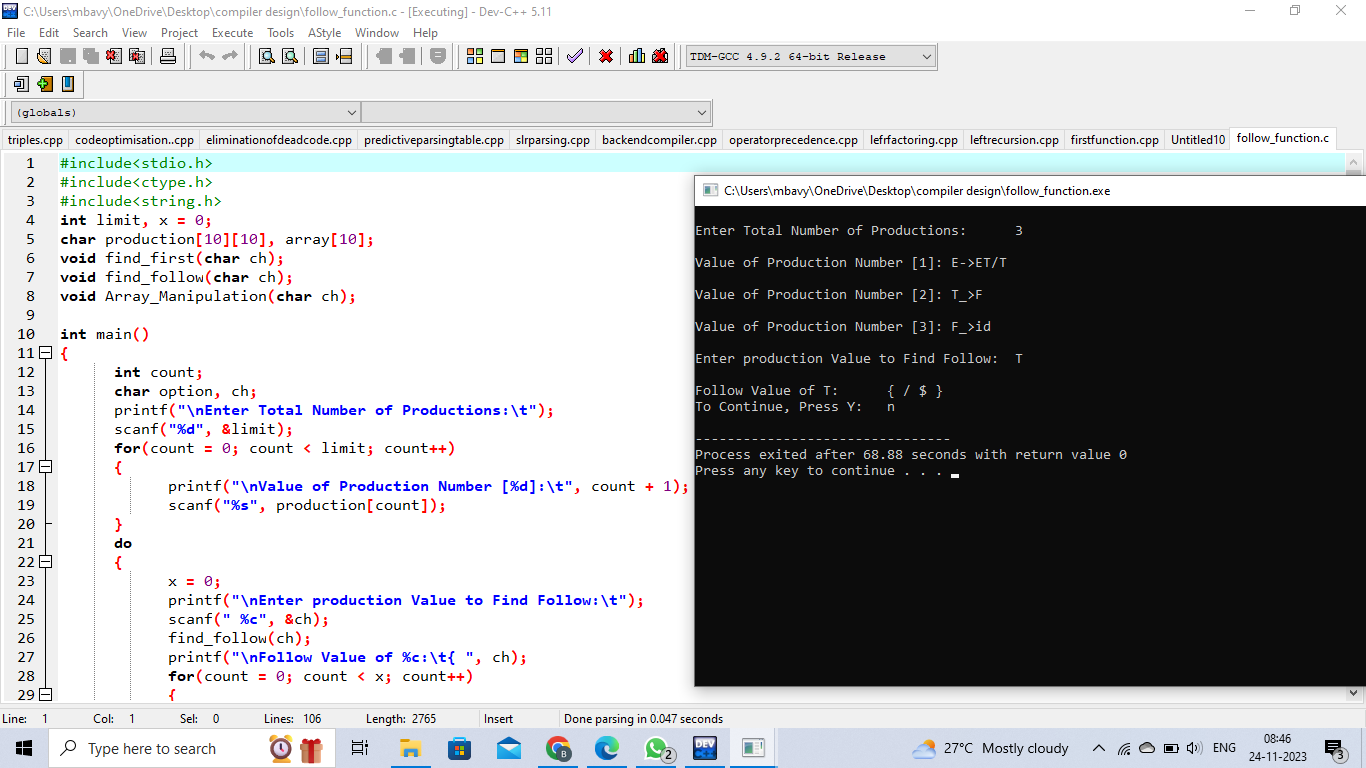 C:\Users\mbavy\OneDrive\Desktop\compiler design\follow_function.c - [Executing] - Dev-C++ 5.11
File Edit Search View Project Execute Tools AStyle Window Help
TDM-GCC 4.9.2 64-bit Release
(globals)
triples.cpp codeoptimisation..cpp eliminationofdeadcode.cpp predictiveparsingtable.cpp slrparsing.cpp backendcompiler.cpp operatorprecedence.cpp lefrfactoring.cpp leftrecursion.cpp firstfunction.cpp Untitled10 follow_function.c
1 #include<stdio.h>
2 #include<ctype.h>
3 #include<string.h>
4 int limit, x = 0;
5 char production[10][10], array[10];
6 void find_first(char ch);
7 void find_follow(char ch);
8 void Array_Manipulation(char ch);
9
10 int main()
11 {
12 int count;
13 char option, ch;
14 printf("\nEnter Total Number of Productions:\t");
15 scanf("%d", &limit);
16 for(count = 0; count < limit; count++)
17 {
18 printf("\nValue of Production Number [%d]:\t", count + 1);
19 scanf("%s", production[count]);
20 }
21 do
22 {
23 x = 0;
24 printf("\nEnter production Value to Find Follow:\t");
25 scanf(" %c", &ch);
26 find_follow(ch);
27 printf("\nFollow Value of %c:\t{ ", ch);
28 for(count = 0; count < x; count++)
29 {
C:\Users\mbavy\OneDrive\Desktop\compiler design\follow_function.exe
Enter Total Number of Productions: 3
Value of Production Number [1]: E->ET/T
Value of Production Number [2]: T_>F
Value of Production Number [3]: F_>id
Enter production Value to Find Follow: T
Follow Value of T: { / $ }
To Continue, Press Y: n
--------------------------------
Process exited after 68.88 seconds with return value 0
Press any key to continue . . .
Line: 1 Col: 1 Sel: 0 Lines: 106 Length: 2765 Insert Done parsing in 0.047 seconds
Type here to search
B
2
DEV
27°C Mostly cloudy
ENG
08:46
24-11-2023
3